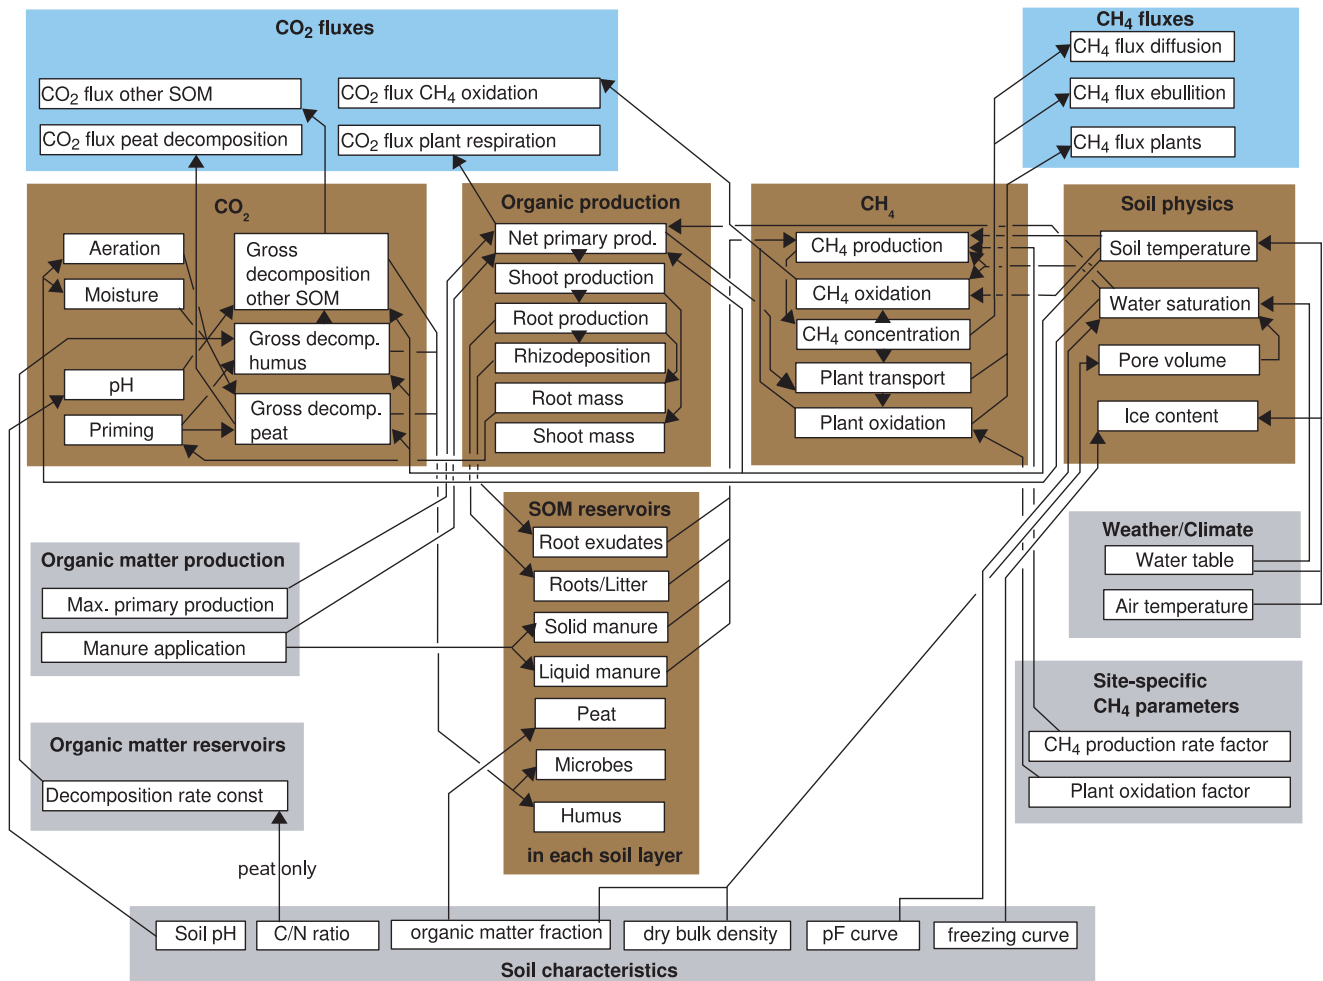 CO2 fluxes
CO2 flux other SOM
CO2 flux peat decomposition
CO2 flux CH4 oxidation
CO2 flux plant respiration
CH4 fluxes
CH4 flux diffusion
CH4 flux ebullition
CH4 flux plants
CO2
Aeration
Moisture
pH
Priming
Gross
decomposition
other SOM
Gross decomp.
humus
Gross decomp.
peat
Organic production
Net primary prod.
Shoot production
Root production
Rhizodeposition
Root mass
Shoot mass
CH4
CH4 production
CH4 oxidation
CH4 concentration
Plant transport
Plant oxidation
Soil physics
Soil temperature
Water saturation
Pore volume
Ice content
Organic matter production
Max. primary production
Manure application
SOM reservoirs
Root exudates
Roots/Litter
Solid manure
Liquid manure
Peat
Microbes
Humus
in each soil layer
Weather/Climate
Water table
Air temperature
Site-specific
CH4 parameters
CH4 production rate factor
Plant oxidation factor
Organic matter reservoirs
Decomposition rate const
peat only
Soil pH
C/N ratio
organic matter fraction
dry bulk density
pF curve
freezing curve
Soil characteristics